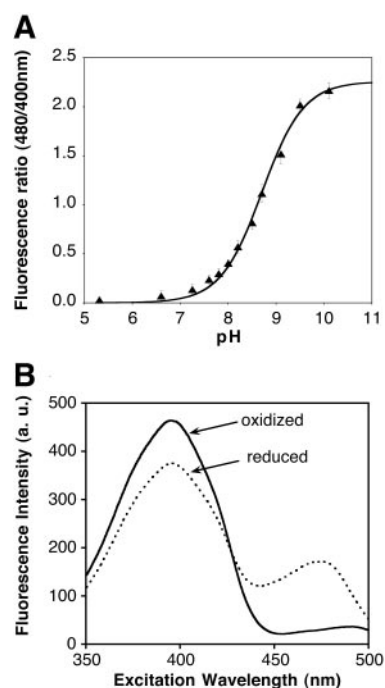 A
Fluorescence ratio (480/400nm)
2.5
2.0
1.5
1.0
0.5
0.0
5 6 7 8 9 10 11
pH
B
Fluorescence Intensity (a. u.)
500
400
300
200
100
0
oxidized
reduced
350 400 450 500
Excitation Wavelength (nm)